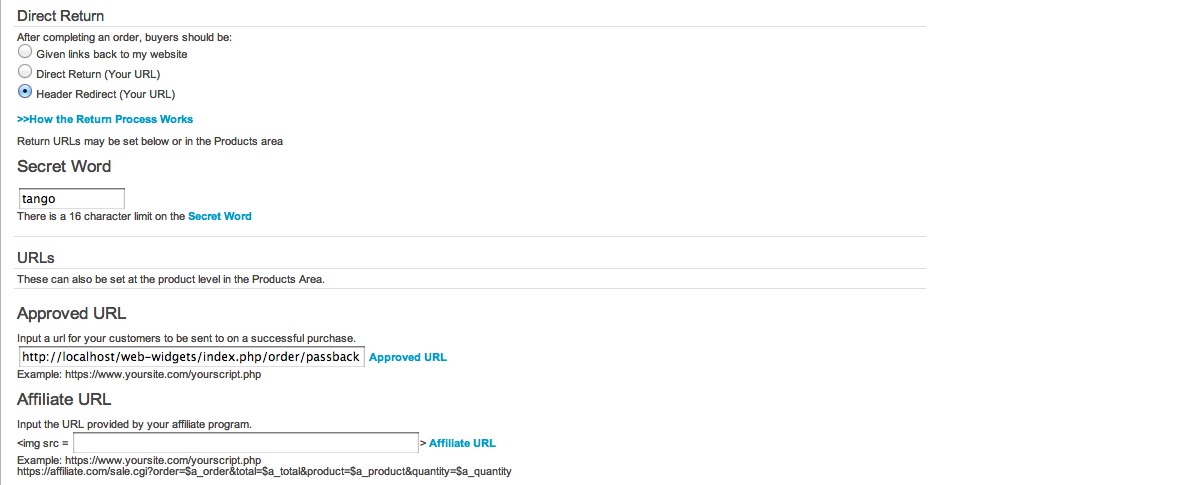 Direct Return
After completing an order, buyers should be:
Given links back to my website
Direct Return (Your URL)
Header Redirect (Your URL)
>>How the Return Process Works
Return URLs may be set below or in the Products area
Secret Word
tango
There is a 16 character limit on the Secret Word
URLs
These can also be set at the product level in the Products Area.
Approved URL
Input a url for your customers to be sent to on a successful purchase.
http://localhost/web-widgets/index.php/order/passback Approved URL
Example: https://www.yoursite.com/yourscript.php
Affiliate URL
Input the URL provided by your affiliate program.
<img src = > Affiliate URL
Example: https://www.yoursite.com/yourscript.php
https://affiliate.com/sale.cgi?order=$a_order&total=$a_total&product=$a_product&quantity=$a_quantity